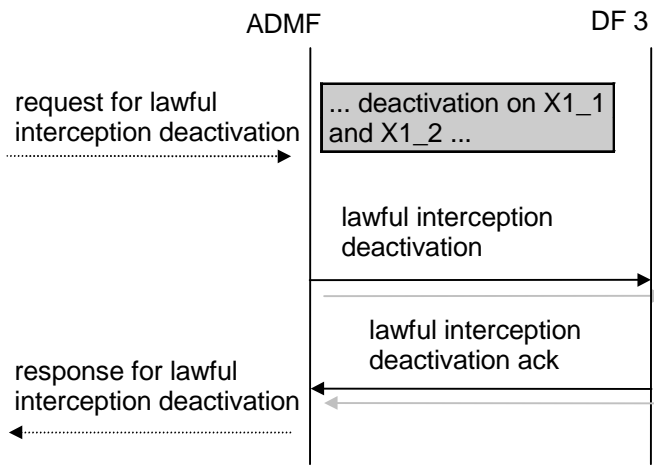 ADMF
DF 3
request for lawful
interception deactivation
... deactivation on X1_1
and X1_2 ...
lawful interception
deactivation
lawful interception
deactivation ack
response for lawful
interception deactivation